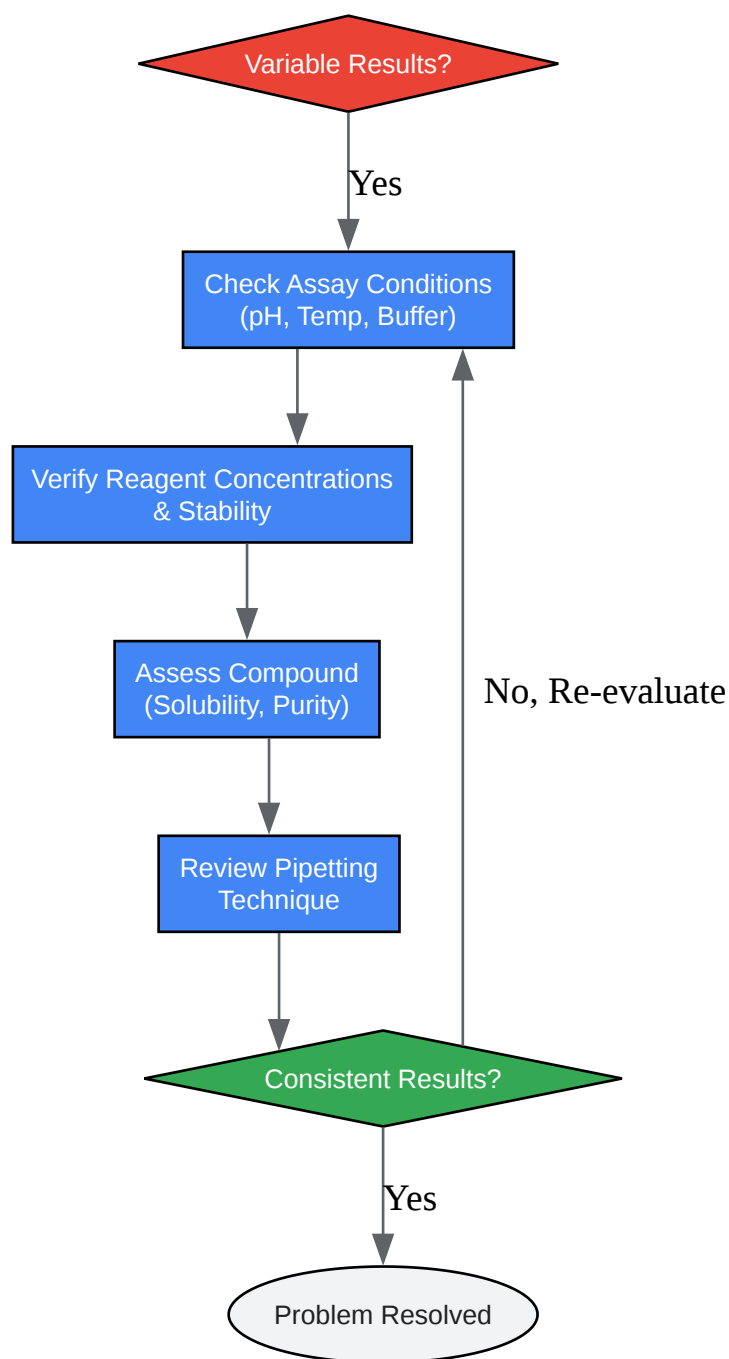 Variable Results?
Yes
Check Assay Conditions
(pH, Temp, Buffer)
Verify Reagent Concentrations
& Stability
Assess Compound
(Solubility, Purity)
No, Re-evaluate
Review Pipetting
Technique
Consistent Results?
Yes
Problem Resolved